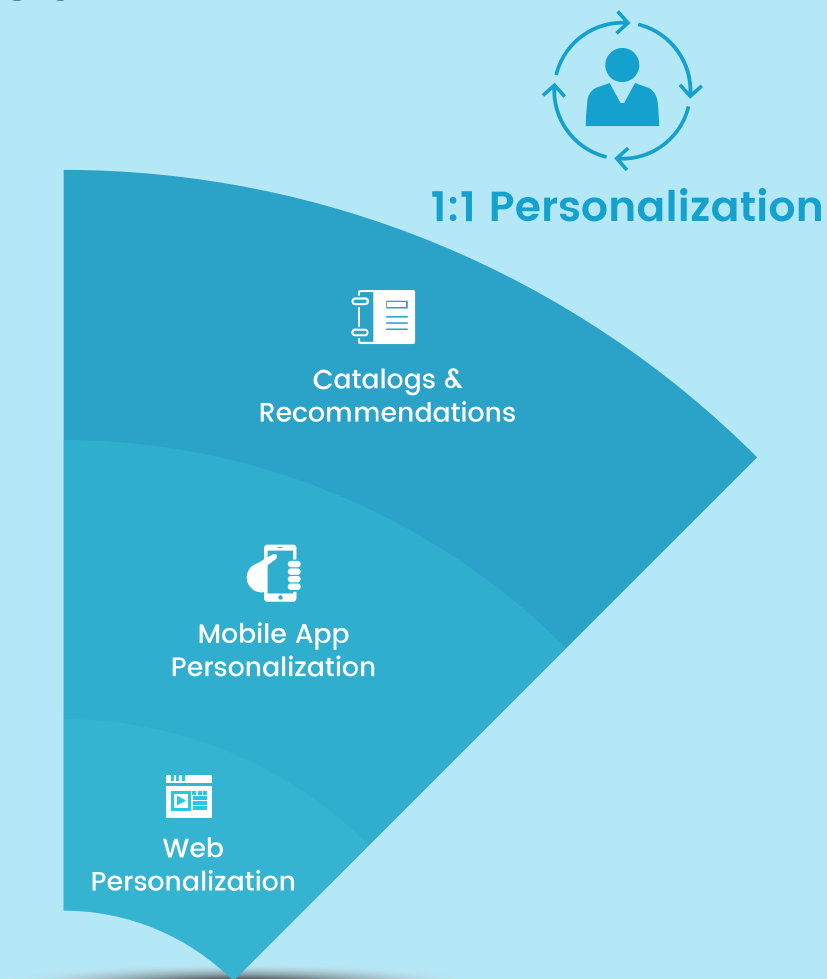 1:1 Personalization
Catalogs &
Recommendations
Mobile App
Personalization
Web
Personalization